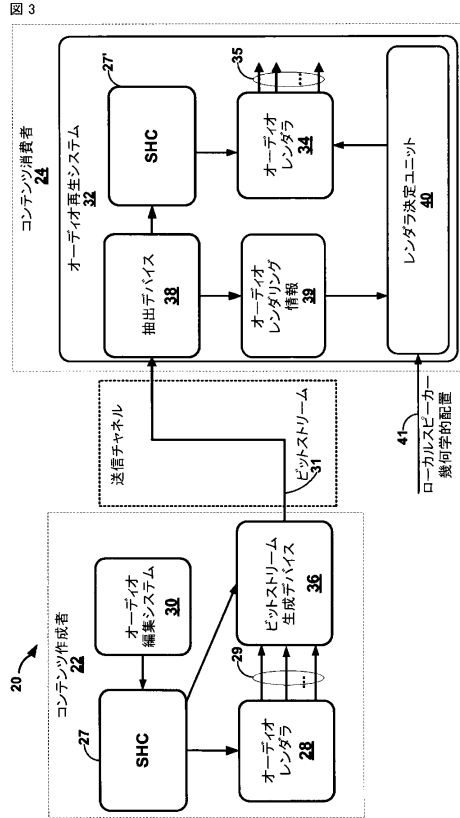 図 3
20
コンテンツ作成者
22
27
SHC
オーディオ
編集システム
30
オーディオ
レンダラ
28
29
...
ビットストリーム
生成デバイス
36
送信チャネル
ビットストリーム
31
コンテンツ消費者
24
オーディオ再生システム
32
抽出デバイス
38
27'
SHC
オーディオ
レンダリング
情報
39
オーディオ
レンダラ
34
35
...
レンダラ決定ユニット
40
41
ローカルスピーカー
幾何学的配置